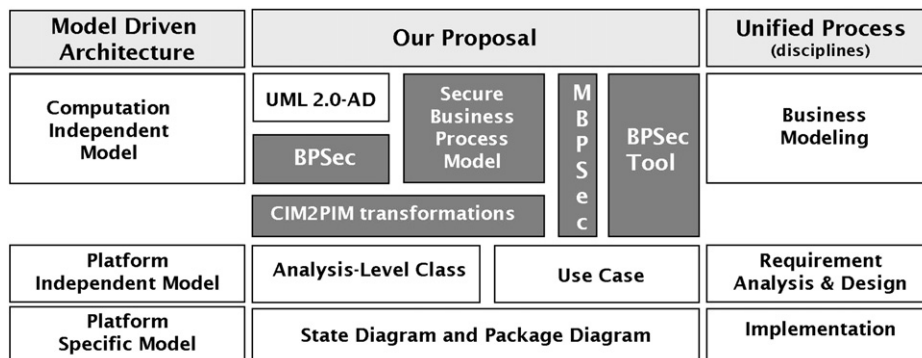 Model Driven
Architecture
Our Proposal
Unified Process
(disciplines)
Computation
Independent
Model
UML 2.0-AD
BPSec
Secure
Business
Process
Model
M
B
P
S
e
c
BPSec
Tool
Business
Modeling
CIM2PIM transformations
Platform
Independent Model
Analysis-Level Class
Use Case
Requirement
Analysis & Design
Platform
Specific Model
State Diagram and Package Diagram
Implementation